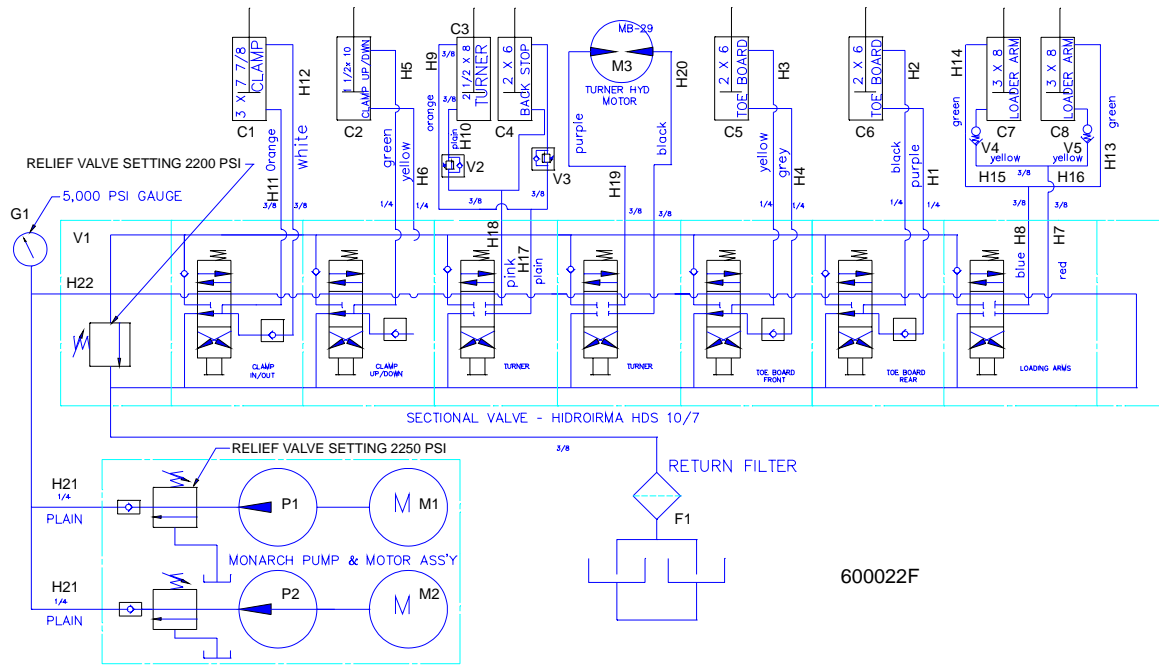 C1
3 X 7 7/8
CLAMP
H11
Orange
3/8
H12
white
3/8
C2
1 1/2x 10
CLAMP UP/DWN
H5
green
1/4
yellow
H6
1/4
C3
H9
3/8
orange
3/8
2 1/2 x 8
TURNER
plain
H10
V2
C4
2 X 6
BACK STOP
V3
3/8
3/8
H18
pink
H17
plain
MB-29
M3
TURNER HYD
MOTOR
purple
H20
black
H19
3/8
3/8
C5
2 X 6
TOE BOARD
H3
yellow
grey
H4
1/4
1/4
C6
2 X 6
TOE BOARD
H2
black
purple
H1
1/4
1/4
H14
green
C7
3 X 8
LOADER ARM
V4
yellow
H15
C8
3 X 8
LOADER ARM
V5
yellow
H16
green
H13
3/8
3/8
3/8
H8
blue
H7
red
RELIEF VALVE SETTING 2200 PSI
G1
5,000 PSI GAUGE
V1
H22
CLAMP
IN/OUT
CLAMP
UP/DOWN
TURNER
TURNER
TOE BOARD
FRONT
TOE BOARD
REAR
LOADING ARMS
SECTIONAL VALVE - HIDROIRMA HDS 10/7
3/8
RETURN FILTER
F1
600022F
RELIEF VALVE SETTING 2250 PSI
H21
1/4
PLAIN
P1
M M1
MONARCH PUMP & MOTOR ASS'Y
H21
1/4
PLAIN
P2
M M2